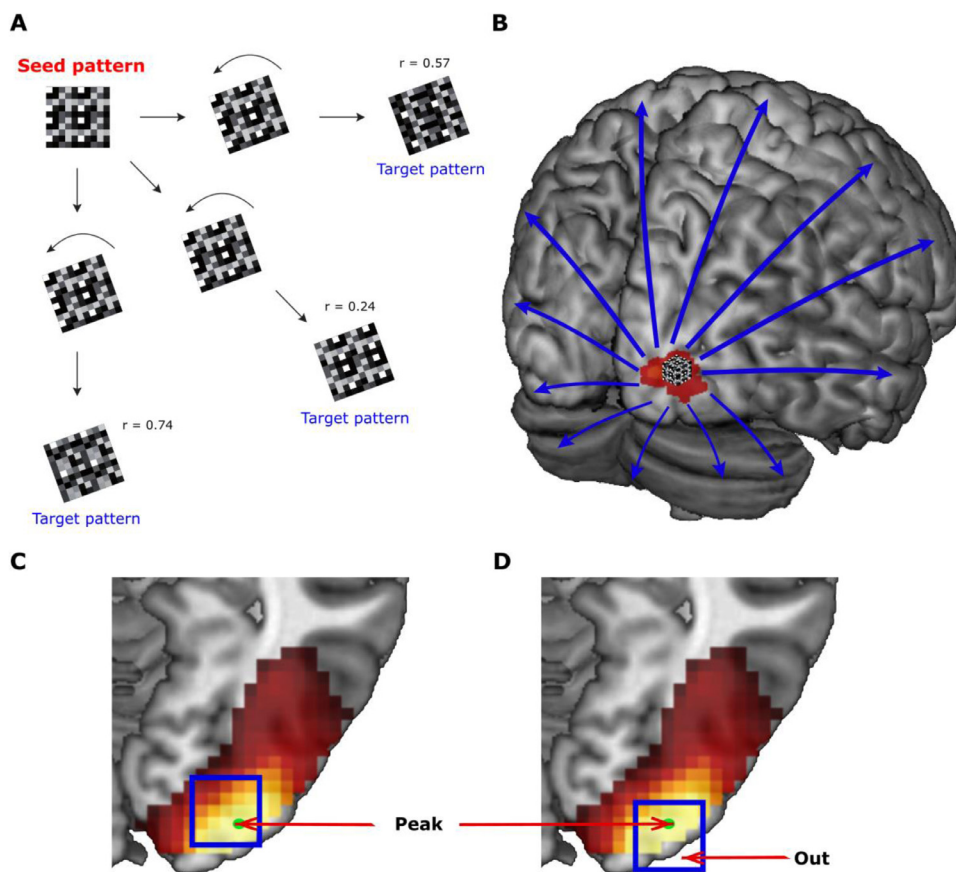 A
B
Seed pattern
r = 0.57
Target pattern
r = 0.24
Target pattern
r = 0.74
Target pattern
C
D
Peak
Out